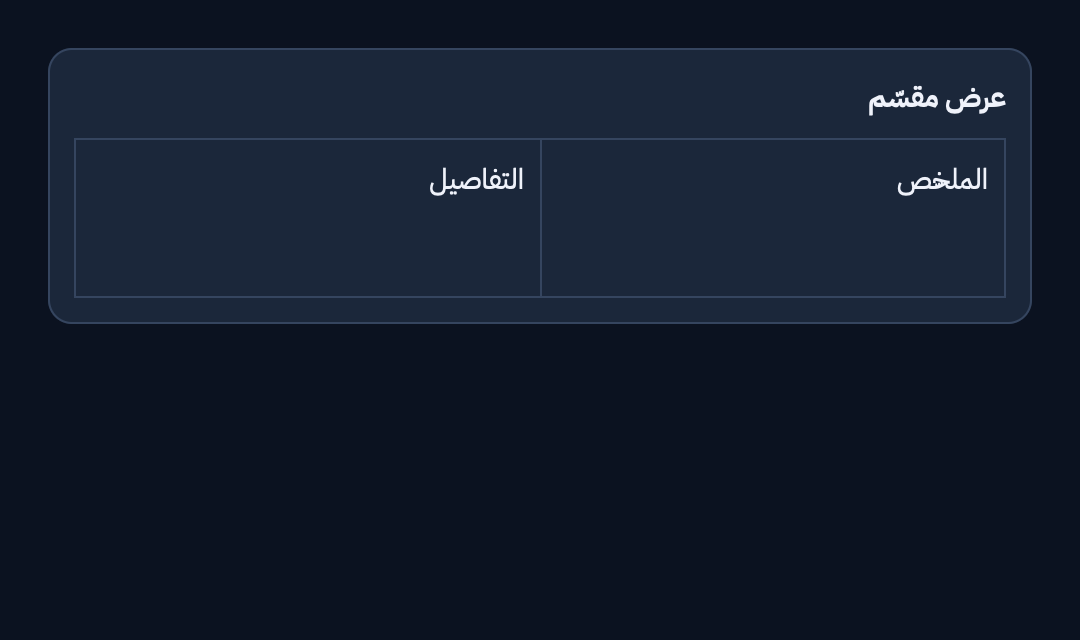 عرض مقسّم
الملخص
التفاصيل